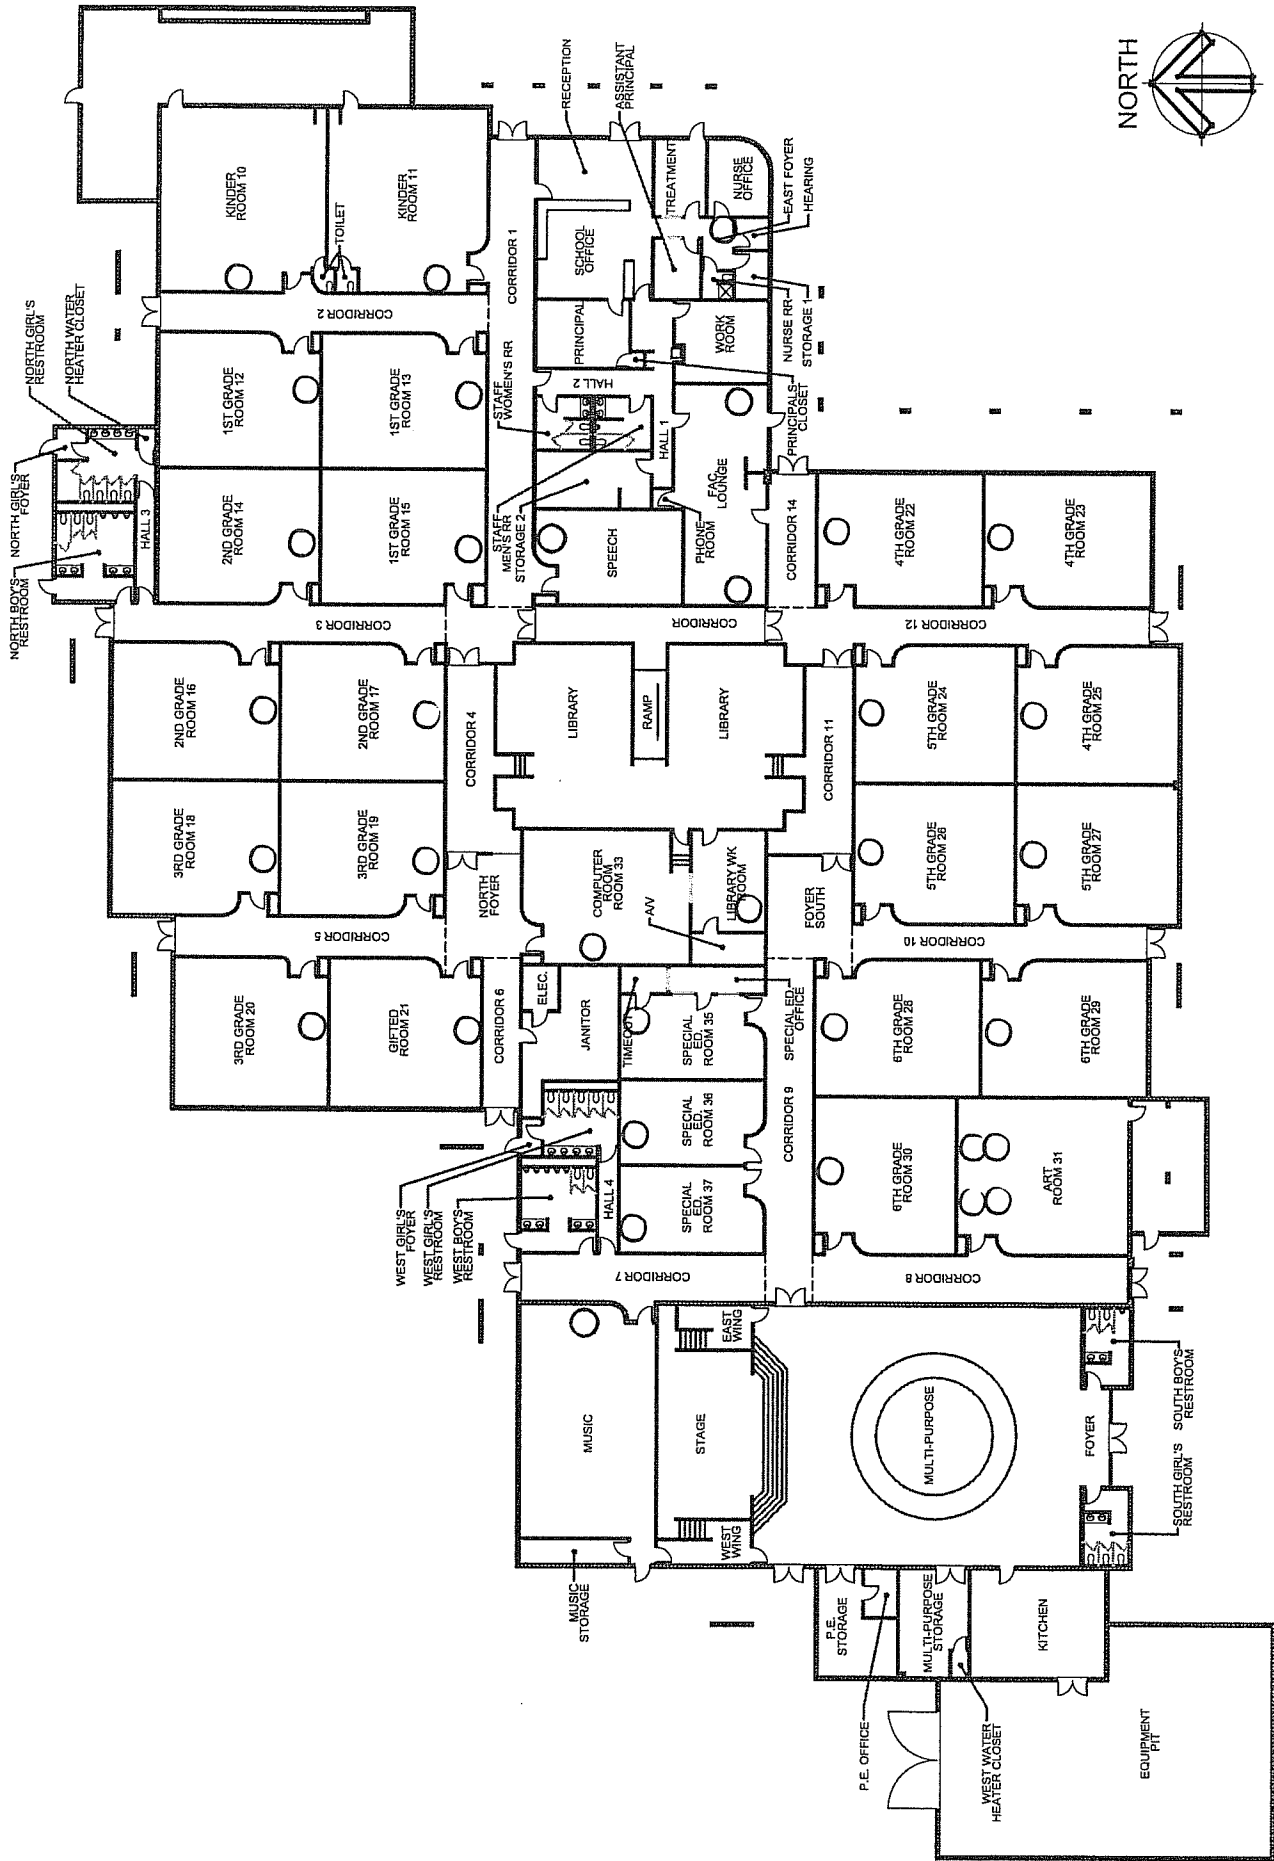 NORTH
KINDER
ROOM 10
KINDER
ROOM 11
TOILET
CORRIDOR 1
RECEPTION
ASSISTANT
PRINCIPAL
TREATMENT
NURSE
OFFICE
EAST FOYER
HEARING
SCHOOL
OFFICE
NORTH GIRL'S
RESTROOM
NORTH WATER
HEATER CLOSET
CORRIDOR 2
PRINCIPAL
WORK
ROOM
NURSE RR
STORAGE 1
1ST GRADE
ROOM 12
1ST GRADE
ROOM 13
STAFF
WOMEN'S RR
HALL 2
PRINCIPALS
CLOSET
NORTH GIRL'S
FOYER
HALL 3
2ND GRADE
ROOM 14
1ST GRADE
ROOM 15
STAFF
MEN'S RR
STORAGE 2
HALL 1
FAC
LOUNGE
PHONE
ROOM
SPEECH
CORRIDOR 14
4TH GRADE
ROOM 22
4TH GRADE
ROOM 23
NORTH BOY'S
RESTROOM
CORRIDOR 3
CORRIDOR
CORRIDOR 12
2ND GRADE
ROOM 16
2ND GRADE
ROOM 17
CORRIDOR 4
LIBRARY
RAMP
LIBRARY
CORRIDOR 11
5TH GRADE
ROOM 24
4TH GRADE
ROOM 25
3RD GRADE
ROOM 18
3RD GRADE
ROOM 19
NORTH
FOYER
COMPUTER
ROOM
ROOM 33
LIBRARY WK
ROOM
A/V
FOYER
SOUTH
5TH GRADE
ROOM 26
5TH GRADE
ROOM 27
CORRIDOR 5
CORRIDOR 10
3RD GRADE
ROOM 20
GIFTED
ROOM 21
CORRIDOR 6
ELEC.
JANITOR
TIMEOUT
SPECIAL
ED.
ROOM 35
SPECIAL ED.
OFFICE
6TH GRADE
ROOM 28
6TH GRADE
ROOM 29
SPECIAL
ED.
ROOM 36
CORRIDOR 9
WEST GIRL'S
FOYER
WEST GIRL'S
RESTROOM
WEST BOY'S
RESTROOM
HALL 4
SPECIAL
ED.
ROOM 37
6TH GRADE
ROOM 30
ART
ROOM 31
CORRIDOR 7
CORRIDOR 8
MUSIC
STAGE
EAST
WING
WEST
WING
MULTI-PURPOSE
FOYER
SOUTH BOY'S
RESTROOM
SOUTH GIRL'S
RESTROOM
MUSIC
STORAGE
P.E.
STORAGE
MULTI-PURPOSE
STORAGE
KITCHEN
P.E. OFFICE
WEST WATER
HEATER CLOSET
EQUIPMENT
PIT